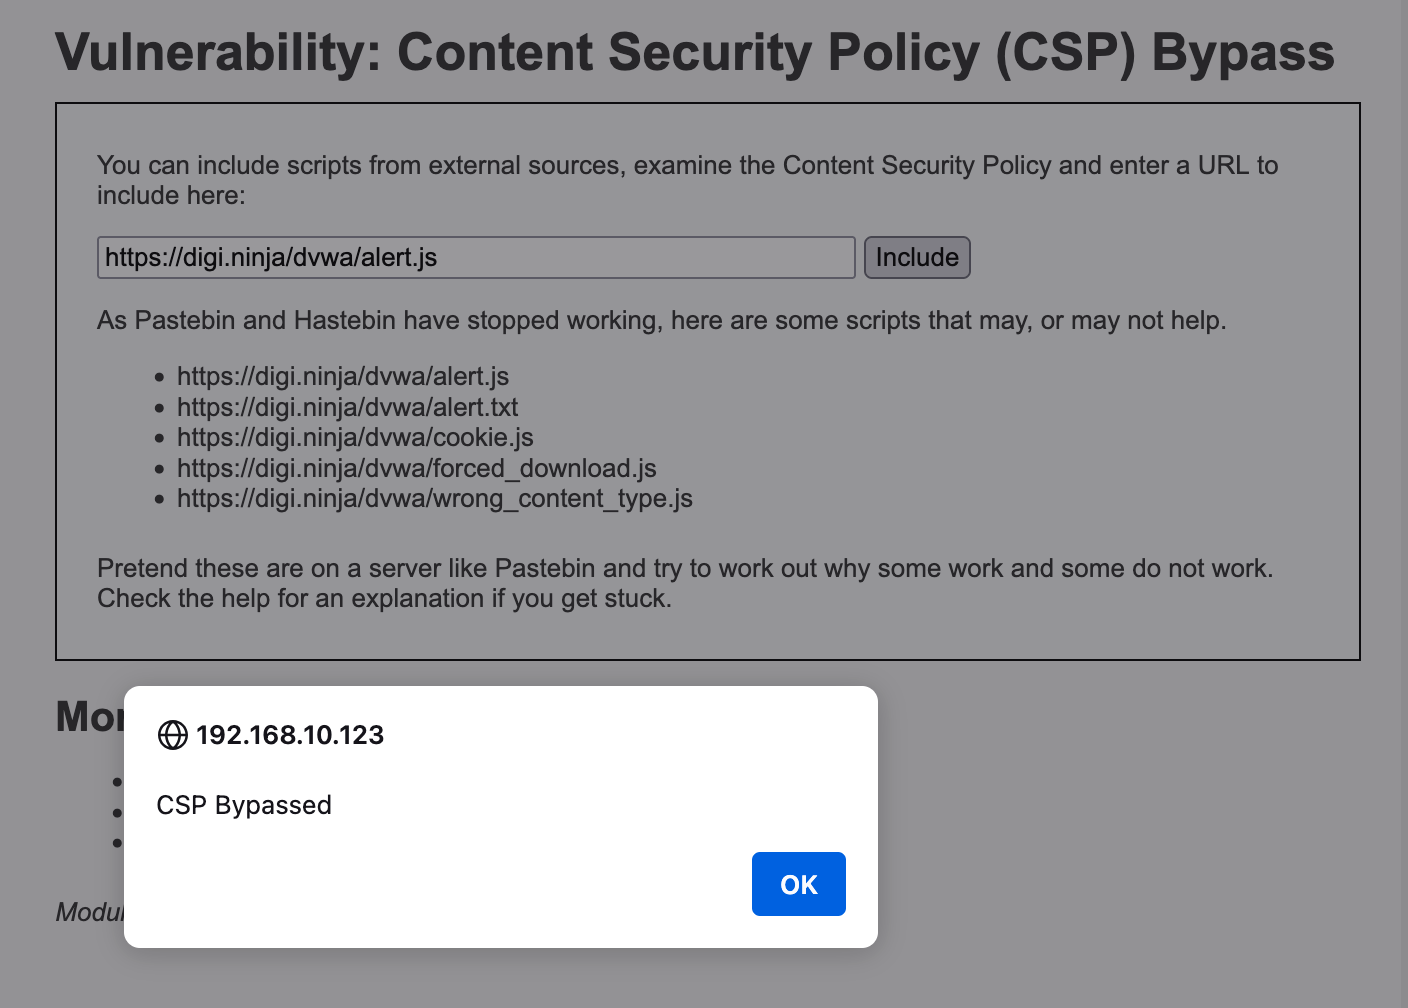 Vulnerability: Content Security Policy (CSP) Bypass
You can include scripts from external sources, examine the Content Security Policy and enter a URL to
include here:
https://digi.ninja/dvwa/alert.js Include
As Pastebin and Hastebin have stopped working, here are some scripts that may, or may not help.
https://digi.ninja/dvwa/alert.js
https://digi.ninja/dvwa/alert.txt
https://digi.ninja/dvwa/cookie.js
https://digi.ninja/dvwa/forced_download.js
https://digi.ninja/dvwa/wrong_content_type.js
Pretend these are on a server like Pastebin and try to work out why some work and some do not work.
Check the help for an explanation if you get stuck.
192.168.10.123
CSP Bypassed
OK